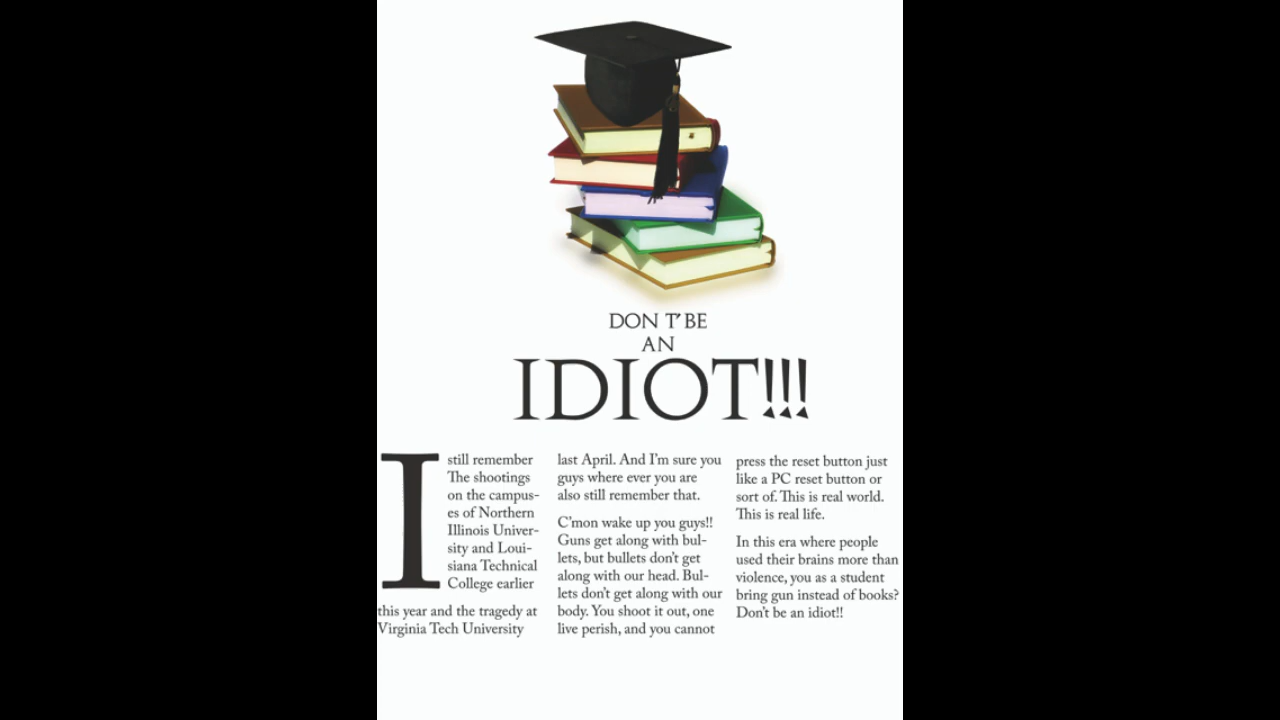 DON T' BE
AN
IDIOT!!!
I still remember
The shootings
on the campus-
es of Northern
Illinois Univer-
sity and Loui-
siana Technical
College earlier
this year and the tragedy at
Virginia Tech University
last April. And I'm sure you
guys where ever you are
also still remember that.
C'mon wake up you guys!!
Guns get along with bul-
lets, but bullets don't get
along with our head. Bul-
lets don't get along with our
body. You shoot it out, one
live perish, and you cannot
press the reset button just
like a PC reset button or
sort of. This is real world.
This is real life.
In this era where people
used their brains more than
violence, you as a student
bring gun instead of books?
Don't be an idiot!!